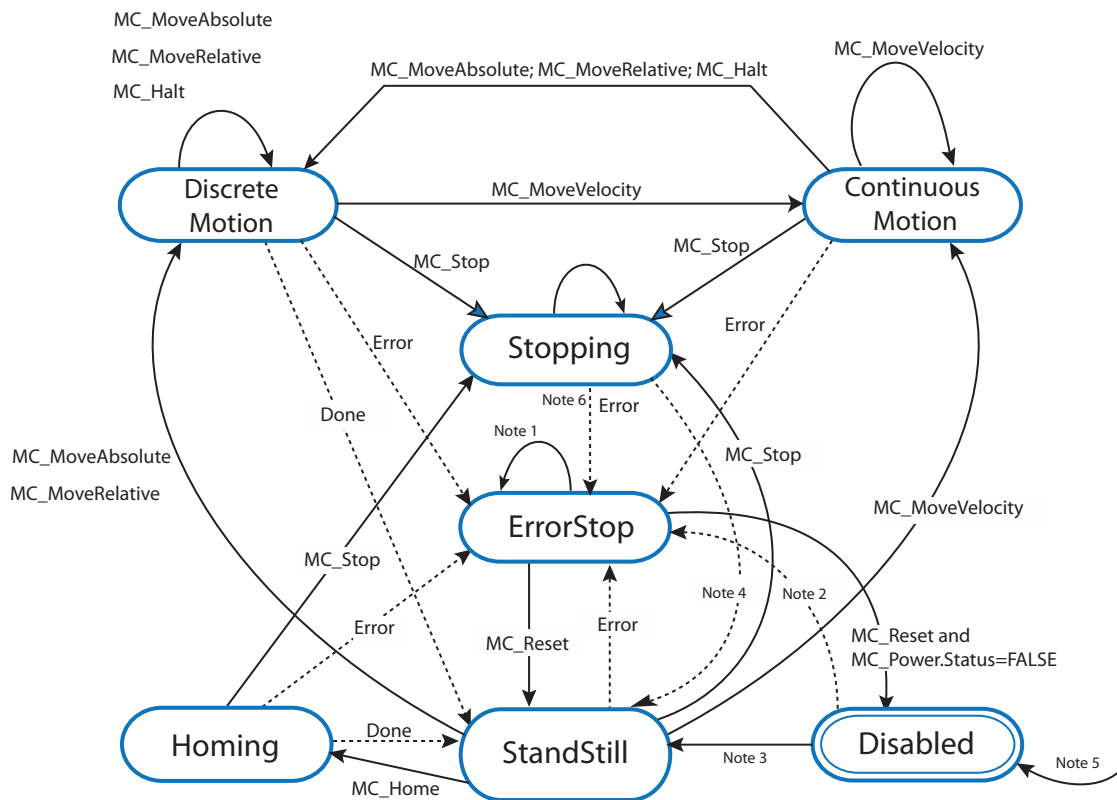 MC_MoveAbsolute
MC_MoveRelative
MC_Halt
MC_MoveAbsolute; MC_MoveRelative; MC_Halt
MC_MoveVelocity
Discrete
Motion
MC_MoveVelocity
Continuous
Motion
MC_Stop
MC_Stop
Stopping
Error
Error
Note 6
Error
Done
Note 1
MC_Stop
MC_MoveAbsolute
MC_MoveRelative
ErrorStop
MC_MoveVelocity
MC_Stop
Note 4
Note 2
Error
MC_Reset
Error
MC_Reset and
MC_Power.Status=FALSE
Homing
Done
StandStill
Note 3
Disabled
Note 5
MC_Home